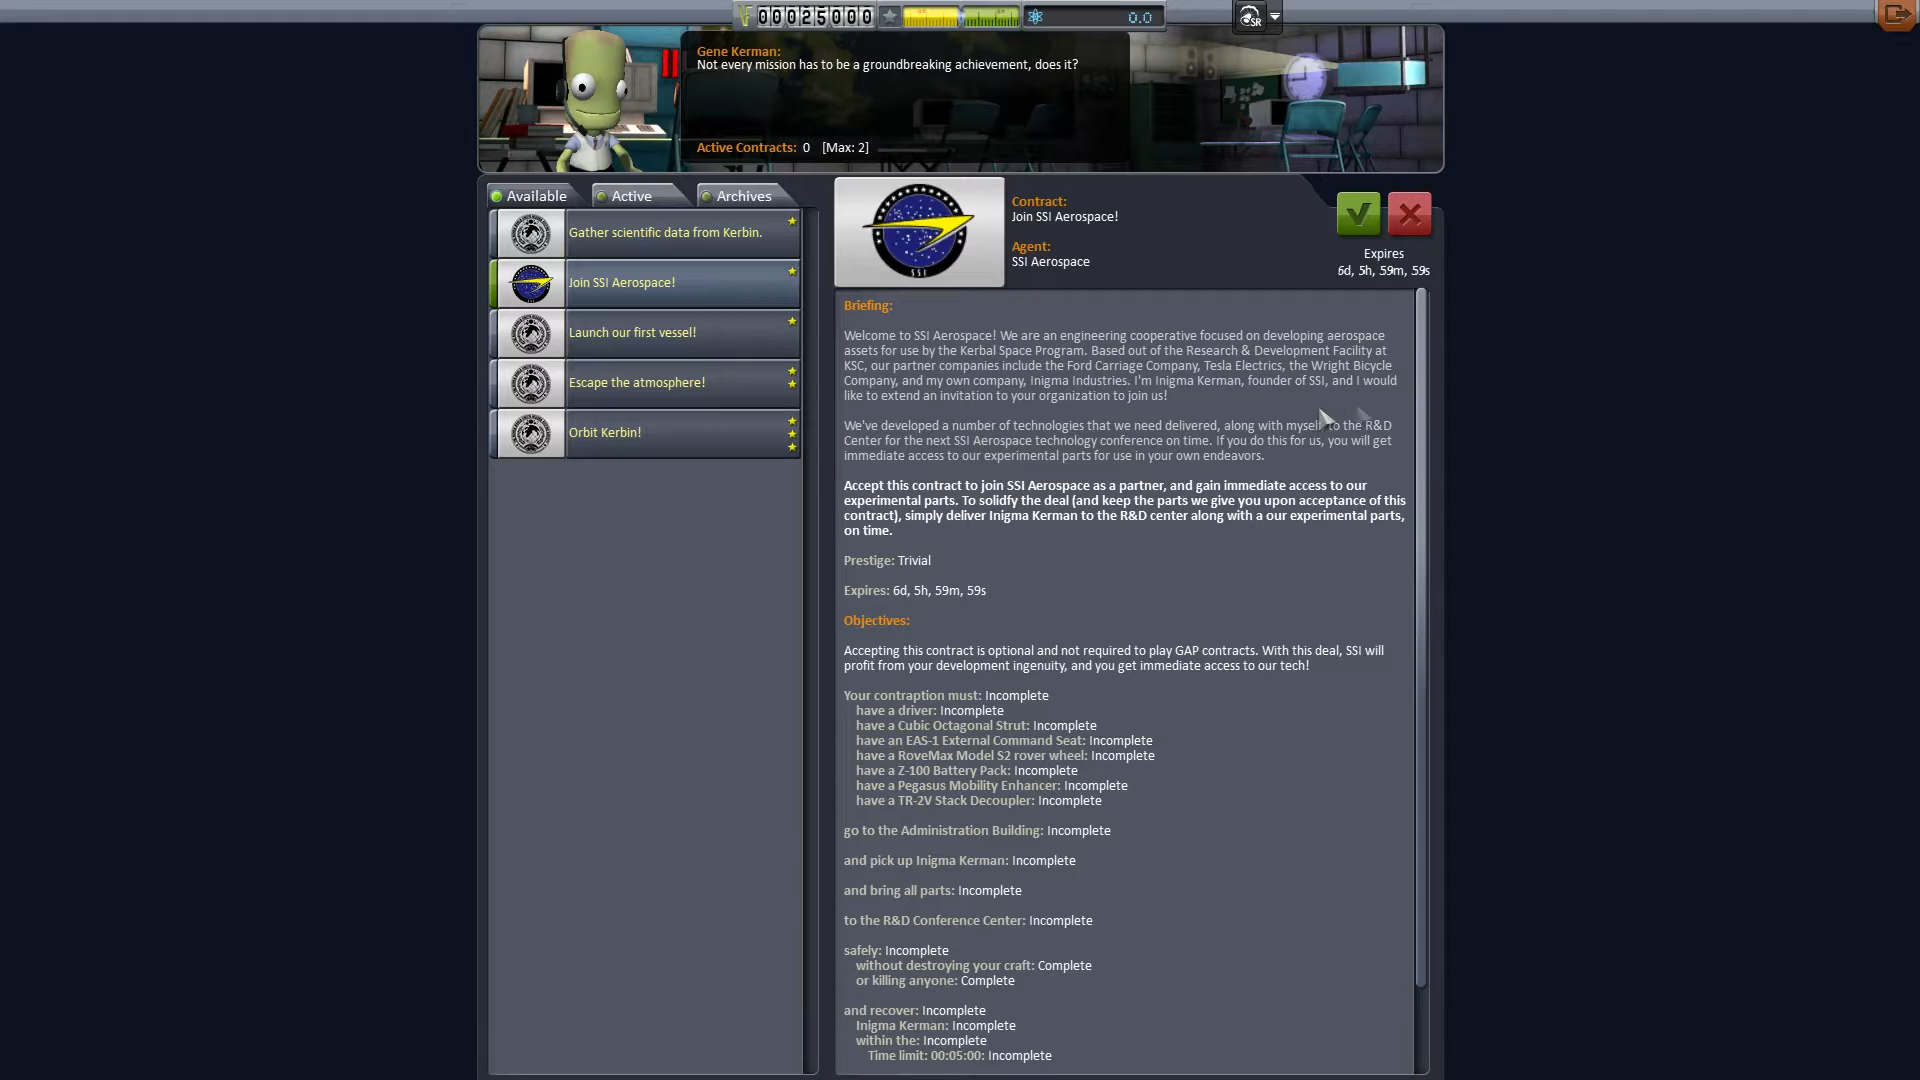 00025000
0.0
SR
Gene Kerman:
Not every mission has to be a groundbreaking achievement, does it?
Active Contracts: 0 [Max: 2]
Available
Active
Archives
Gather scientific data from Kerbin.
Join SSI Aerospace!
Launch our first vessel!
Escape the atmosphere!
Orbit Kerbin!
SSI
Contract:
Join SSI Aerospace!
Agent:
SSI Aerospace
Expires
6d, 5h, 59m, 59s
Briefing:
Welcome to SSI Aerospace! We are an engineering cooperative focused on developing aerospace
assets for use by the Kerbal Space Program. Based out of the Research & Development Facility at
KSC, our partner companies include the Ford Carriage Company, Tesla Electrics, the Wright Bicycle
Company, and my own company, Inigma Industries. I'm Inigma Kerman, founder of SSI, and I would
like to extend an invitation to your organization to join us!
We've developed a number of technologies that we need delivered, along with myself to the R&D
Center for the next SSI Aerospace technology conference on time. If you do this for us, you will get
immediate access to our experimental parts for use in your own endeavors.
Accept this contract to join SSI Aerospace as a partner, and gain immediate access to our
experimental parts. To solidfy the deal (and keep the parts we give you upon acceptance of this
contract), simply deliver Inigma Kerman to the R&D center along with a our experimental parts,
on time.
Prestige: Trivial
Expires: 6d, 5h, 59m, 59s
Objectives:
Accepting this contract is optional and not required to play GAP contracts. With this deal, SSI will
profit from your development ingenuity, and you get immediate access to our tech!
Your contraption must: Incomplete
have a driver: Incomplete
have a Cubic Octagonal Strut: Incomplete
have an EAS-1 External Command Seat: Incomplete
have a RoveMax Model S2 rover wheel: Incomplete
have a Z-100 Battery Pack: Incomplete
have a Pegasus Mobility Enhancer: Incomplete
have a TR-2V Stack Decoupler: Incomplete
go to the Administration Building: Incomplete
and pick up Inigma Kerman: Incomplete
and bring all parts: Incomplete
to the R&D Conference Center: Incomplete
safely: Incomplete
without destroying your craft: Complete
or killing anyone: Complete
and recover: Incomplete
Inigma Kerman: Incomplete
within the: Incomplete
Time limit: 00:05:00: Incomplete